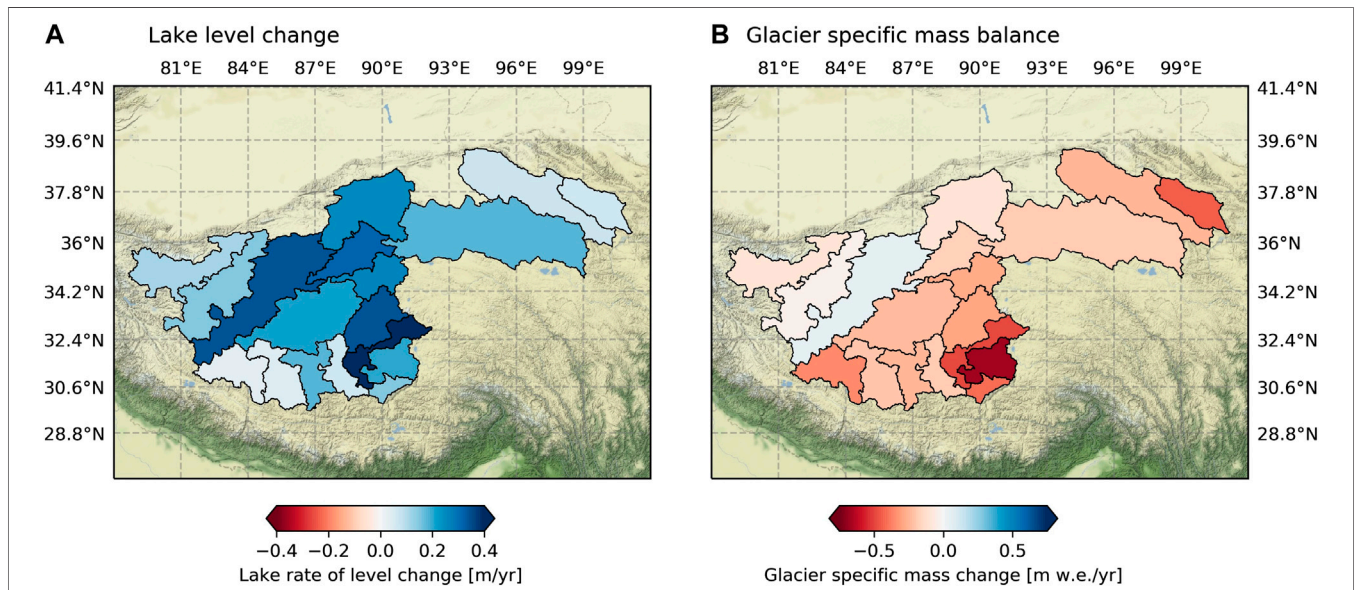 A Lake level change
B Glacier specific mass balance
81°E 84°E 87°E 90°E 93°E 96°E 99°E
81°E 84°E 87°E 90°E 93°E 96°E 99°E
41.4°N
39.6°N
37.8°N
36°N
34.2°N
32.4°N
30.6°N
28.8°N
41.4°N
39.6°N
37.8°N
36°N
34.2°N
32.4°N
30.6°N
28.8°N
−0.4 −0.2 0.0 0.2 0.4
Lake rate of level change [m/yr]
−0.5 0.0 0.5
Glacier specific mass change [m w.e./yr]